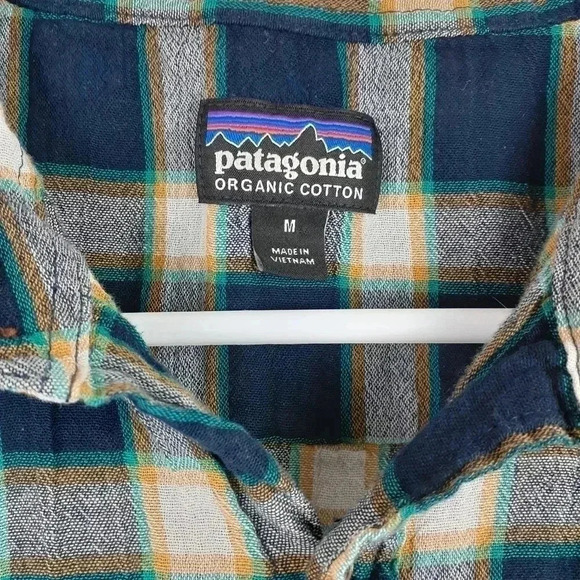 patagonia®
ORGANIC COTTON
M
MADE IN
VIETNAM